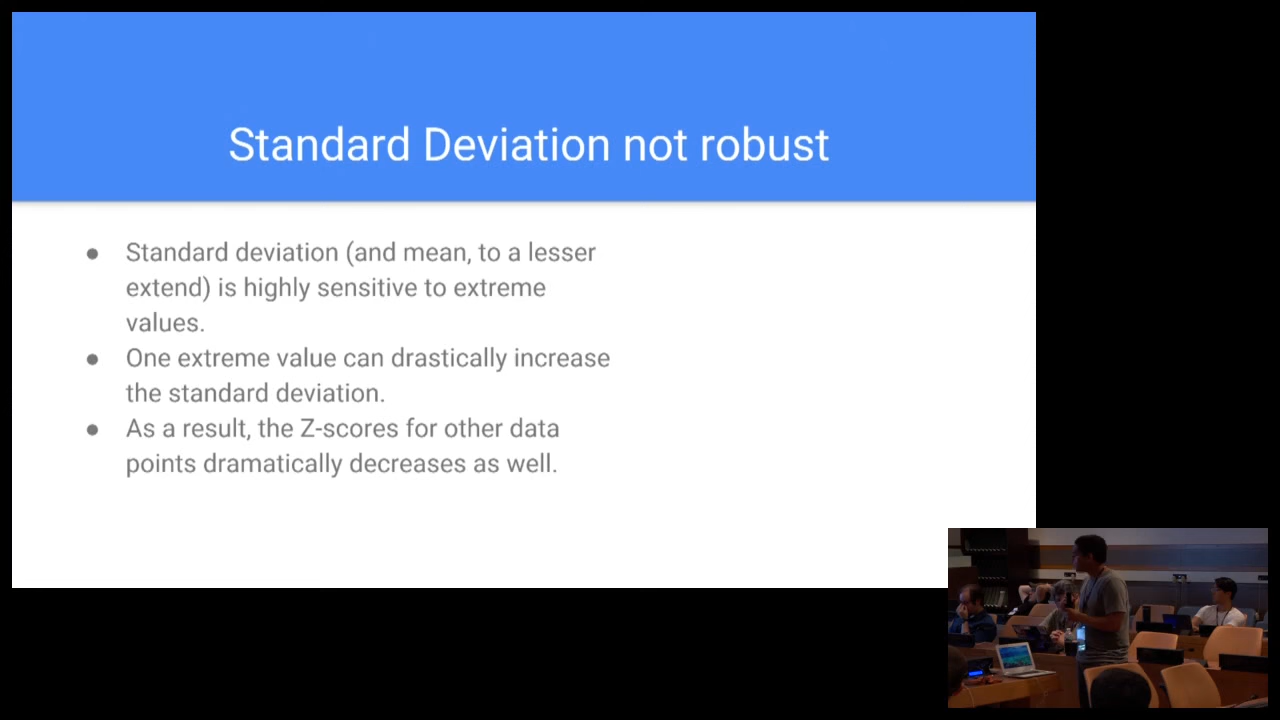 Standard Deviation not robust
● Standard deviation (and mean, to a lesser
extend) is highly sensitive to extreme
values.
● One extreme value can drastically increase
the standard deviation.
● As a result, the Z-scores for other data
points dramatically decreases as well.